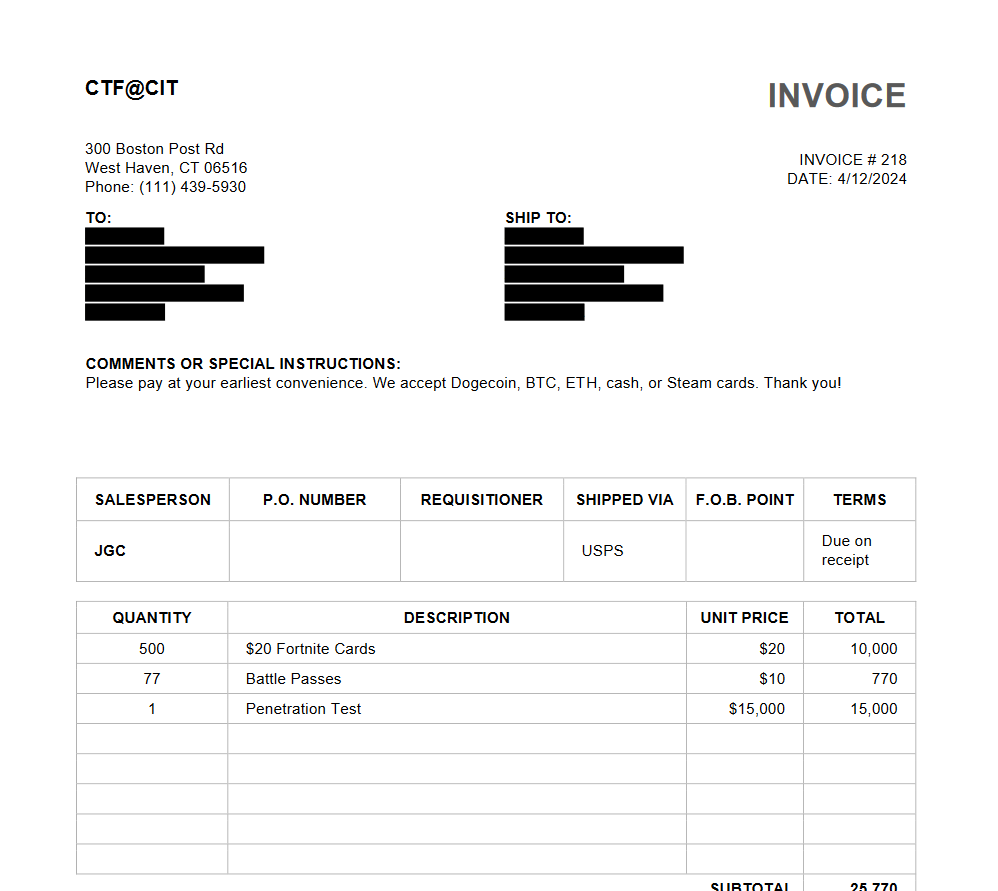 CTF@CIT
INVOICE
300 Boston Post Rd
West Haven, CT 06516
Phone: (111) 439-5930
INVOICE # 218
DATE: 4/12/2024
TO:
SHIP TO:
COMMENTS OR SPECIAL INSTRUCTIONS:
Please pay at your earliest convenience. We accept Dogecoin, BTC, ETH, cash, or Steam cards. Thank you!
SALESPERSON P.O. NUMBER REQUISITIONER SHIPPED VIA F.O.B. POINT TERMS
JGC USPS Due on receipt
QUANTITY DESCRIPTION UNIT PRICE TOTAL
500 $20 Fortnite Cards $20 10,000
77 Battle Passes $10 770
1 Penetration Test $15,000 15,000
SUBTOTAL 25,770